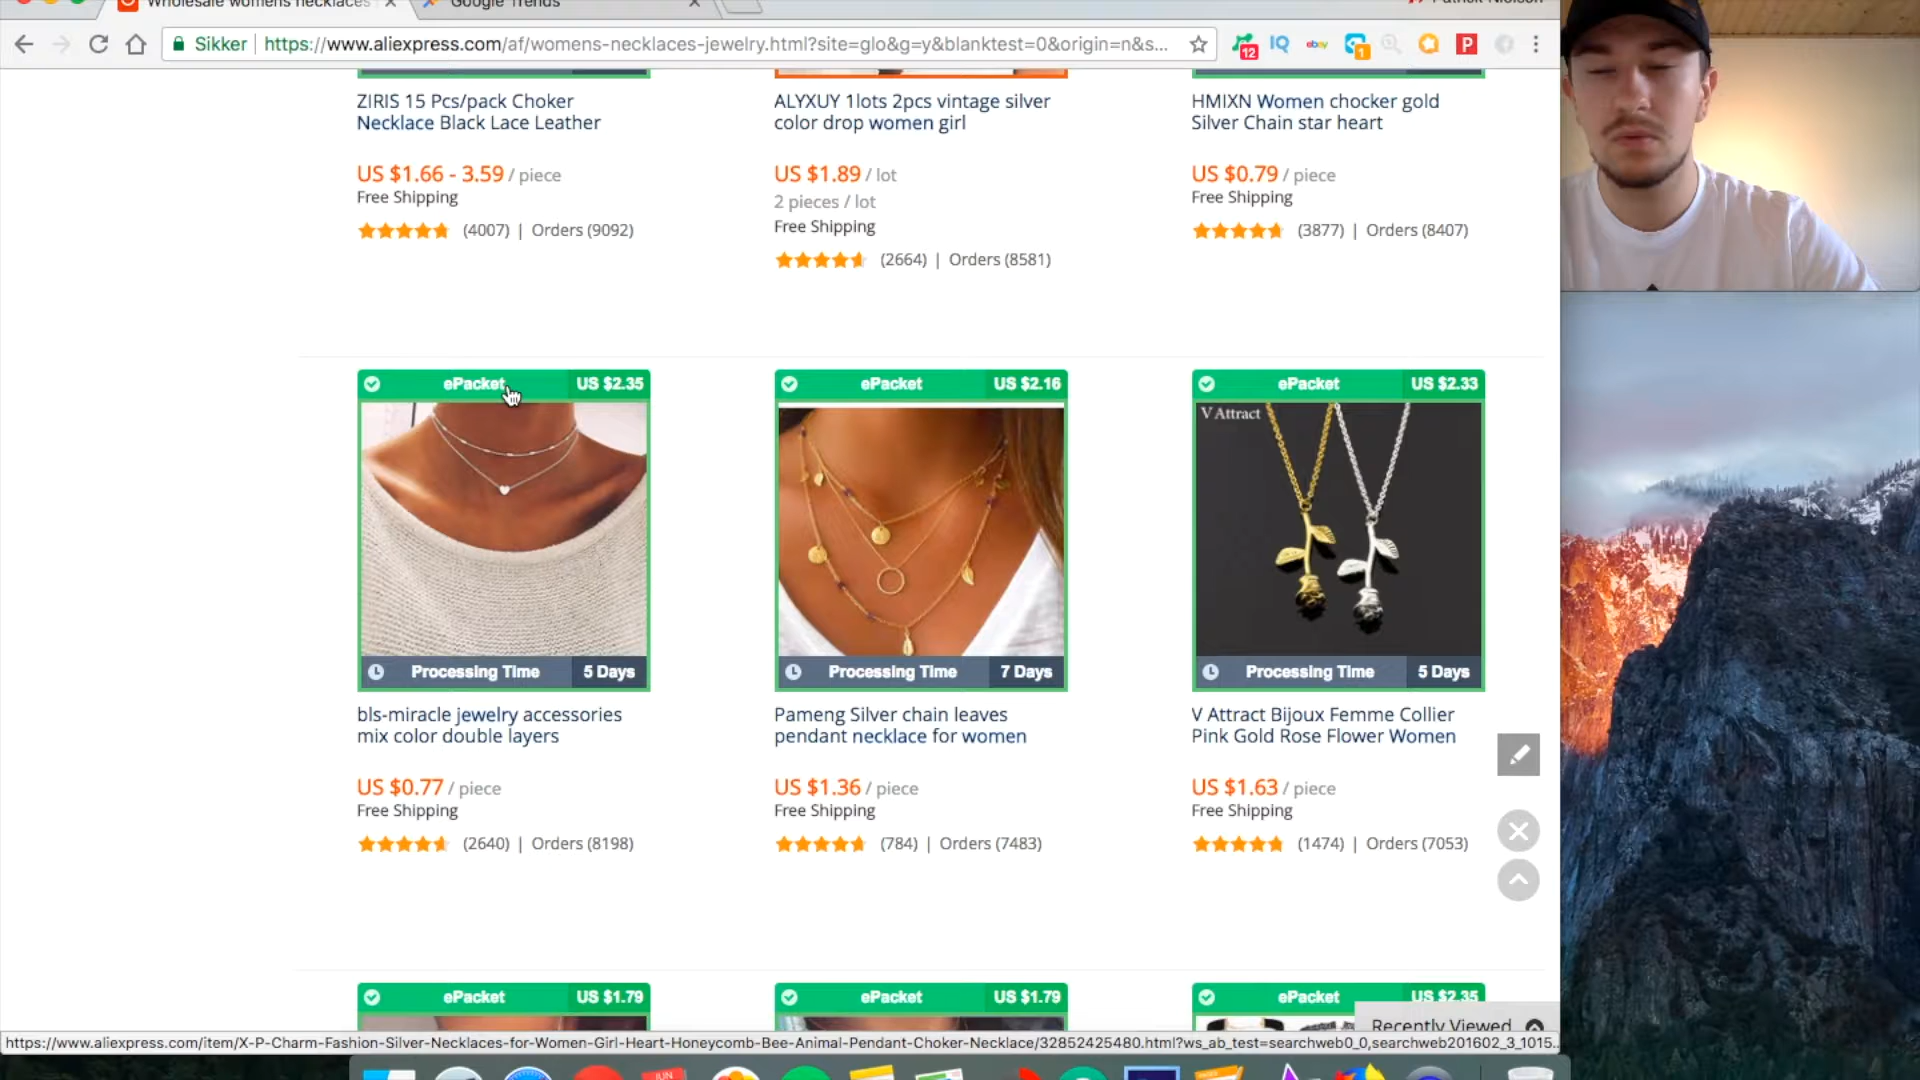 Wholesale womens necklaces
Google Trends
Patrick Nielsen
Sikker
https://www.aliexpress.com/af/womens-necklaces-jewelry.html?site=glo&g=y&blanktest=0&origin=n&s...
12
IQ
ebay
1
P
ZIRIS 15 Pcs/pack Choker
Necklace Black Lace Leather
US $1.66 - 3.59 / piece
Free Shipping
(4007) | Orders (9092)
ALYXUY 1lots 2pcs vintage silver
color drop women girl
US $1.89 / lot
2 pieces / lot
Free Shipping
(2664) | Orders (8581)
HMIXN Women chocker gold
Silver Chain star heart
US $0.79 / piece
Free Shipping
(3877) | Orders (8407)
ePacket US $2.35
Processing Time 5 Days
bls-miracle jewelry accessories
mix color double layers
US $0.77 / piece
Free Shipping
(2640) | Orders (8198)
ePacket US $2.16
Processing Time 7 Days
Pameng Silver chain leaves
pendant necklace for women
US $1.36 / piece
Free Shipping
(784) | Orders (7483)
ePacket US $2.33
V Attract
Processing Time 5 Days
V Attract Bijoux Femme Collier
Pink Gold Rose Flower Women
US $1.63 / piece
Free Shipping
(1474) | Orders (7053)
ePacket US $1.79
ePacket US $1.79
ePacket US $2.35
Recently Viewed
https://www.aliexpress.com/item/X-P-Charm-Fashion-Silver-Necklaces-for-Women-Girl-Heart-Honeycomb-Bee-Animal-Pendant-Choker-Necklace/32852425480.html?ws_ab_test=searchweb0_0,searchweb201602_3_1015...
JUN